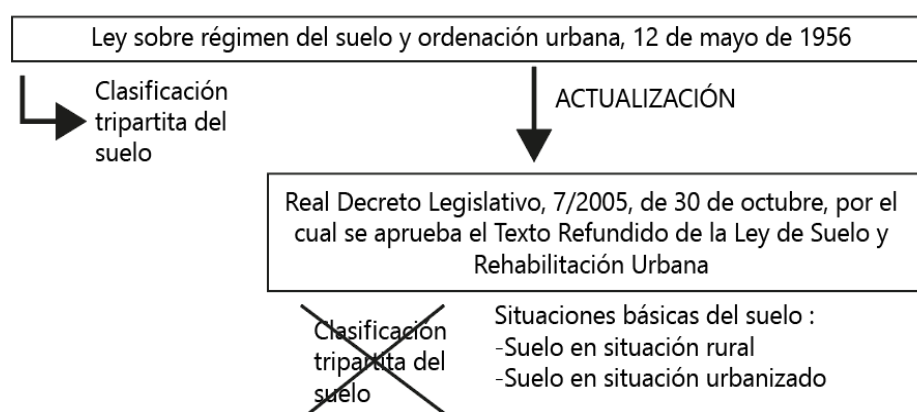 Ley sobre régimen del suelo y ordenación urbana, 12 de mayo de 1956
Clasificación
tripartita del
suelo
ACTUALIZACIÓN
Real Decreto Legislativo, 7/2005, de 30 de octubre, por el
cual se aprueba el Texto Refundido de la Ley de Suelo y
Rehabilitación Urbana
Clasificación
tripartita del
suelo
Situaciones básicas del suelo :
-Suelo en situación rural
-Suelo en situación urbanizado